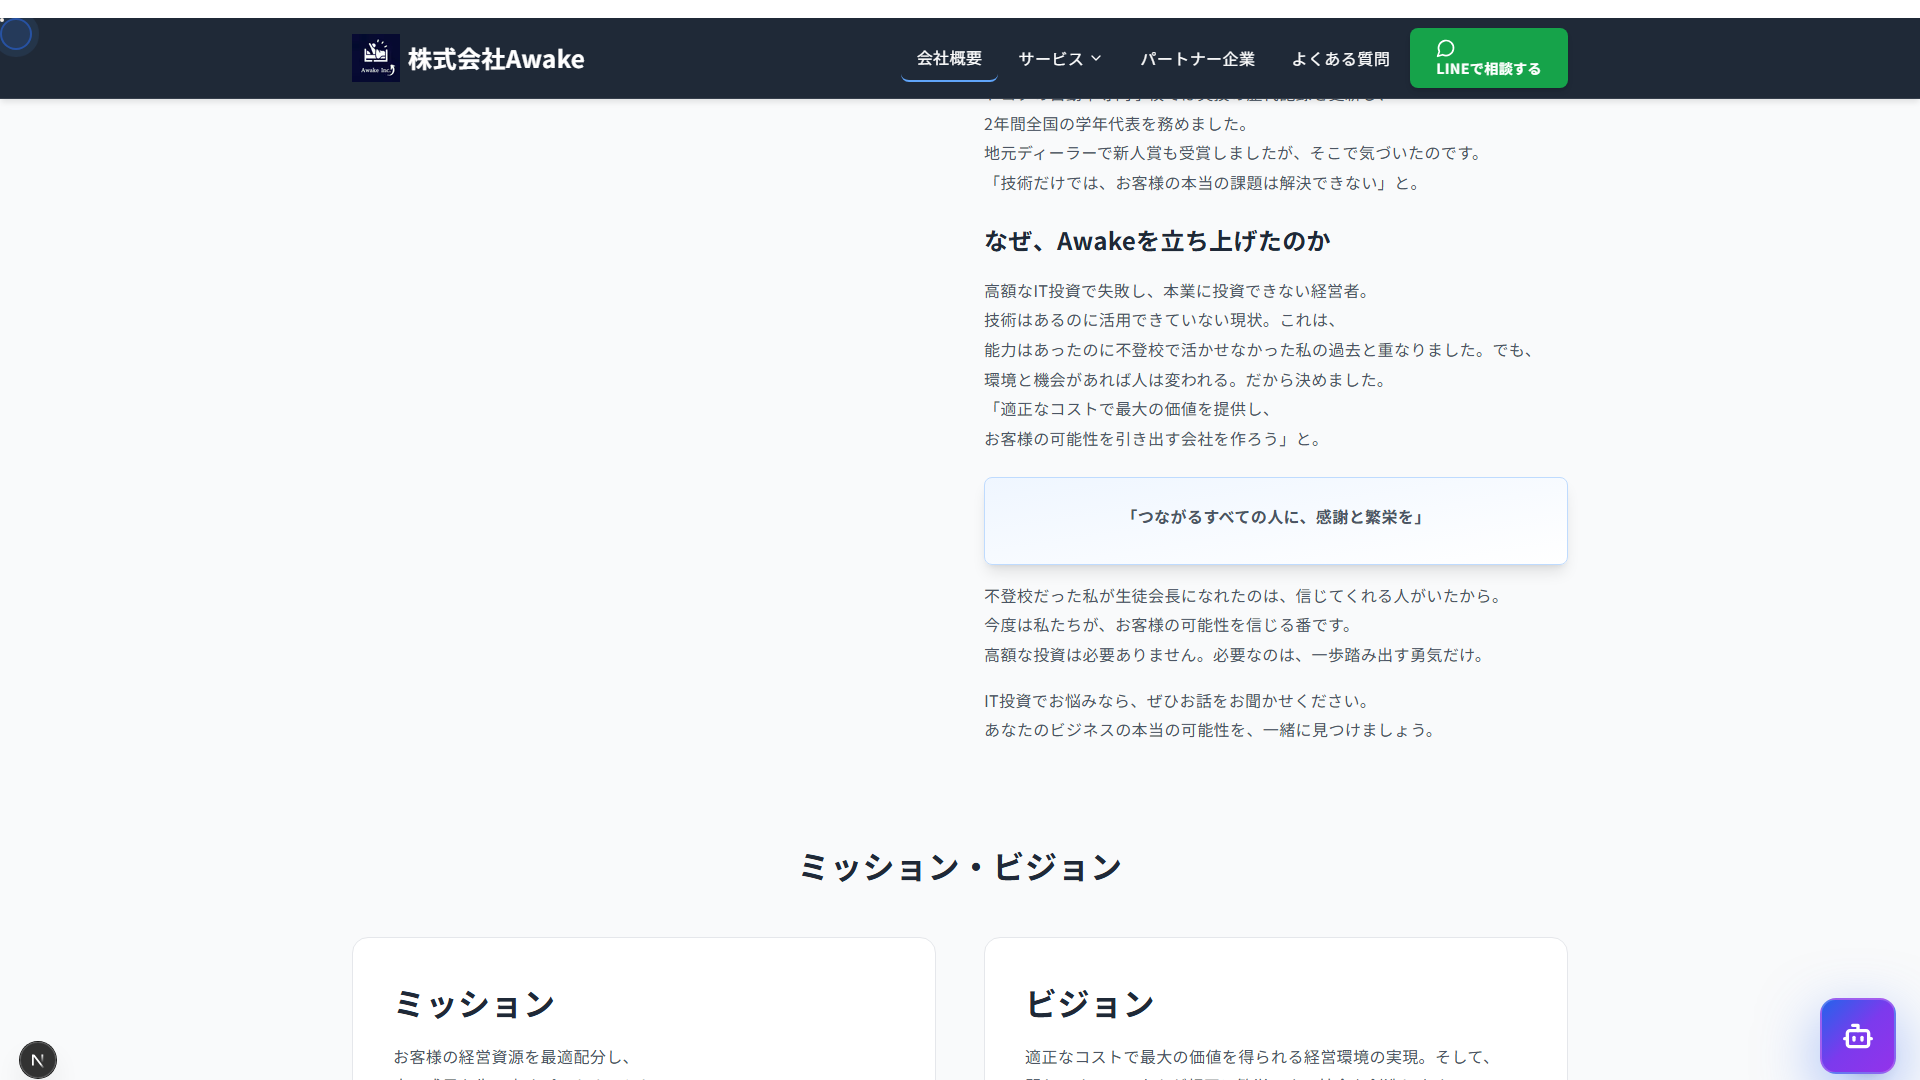 Awake Inc.
株式会社Awake
会社概要
サービス
パートナー企業
よくある質問
LINEで相談する
2年間全国の学年代表を務めました。
地元ディーラーで新人賞も受賞しましたが、そこで気づいたのです。
「技術だけでは、お客様の本当の課題は解決できない」と。
なぜ、Awakeを立ち上げたのか
高額なIT投資で失敗し、本業に投資できない経営者。
技術はあるのに活用できていない現状。これは、
能力はあったのに不登校で活かせなかった私の過去と重なりました。でも、
環境と機会があれば人は変われる。だから決めました。
「適正なコストで最大の価値を提供し、
お客様の可能性を引き出す会社を作ろう」と。
「つながるすべての人に、感謝と繁栄を」
不登校だった私が生徒会長になれたのは、信じてくれる人がいたから。
今度は私たちが、お客様の可能性を信じる番です。
高額な投資は必要ありません。必要なのは、一歩踏み出す勇気だけ。
IT投資でお悩みなら、ぜひお話をお聞かせください。
あなたのビジネスの本当の可能性を、一緒に見つけましょう。
ミッション・ビジョン
ミッション
お客様の経営資源を最適配分し、
ビジョン
適正なコストで最大の価値を得られる経営環境の実現。そして、
N